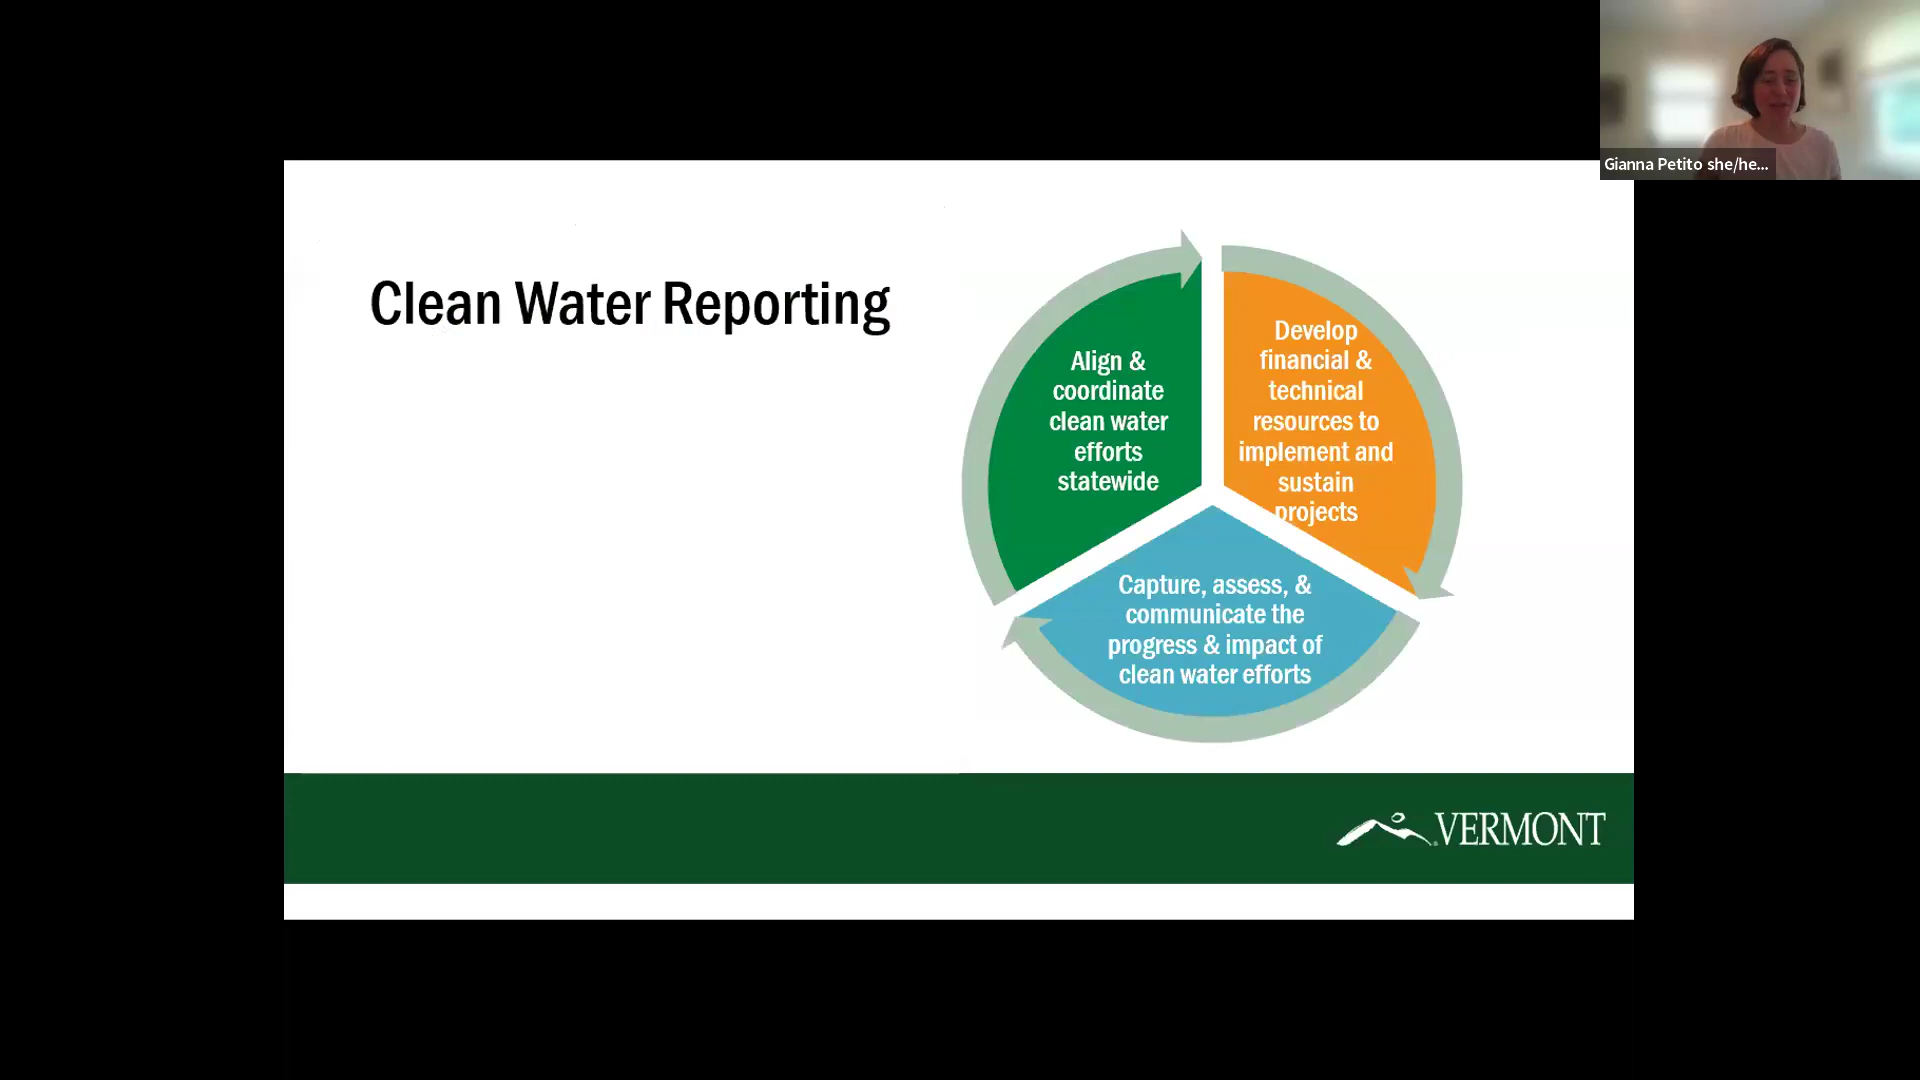 Gianna Petito she/he...
Clean Water Reporting
Align &
coordinate
clean water
efforts
statewide
Develop
financial &
technical
resources to
implement and
sustain
projects
Capture, assess, &
communicate the
progress & impact of
clean water efforts
VERMONT